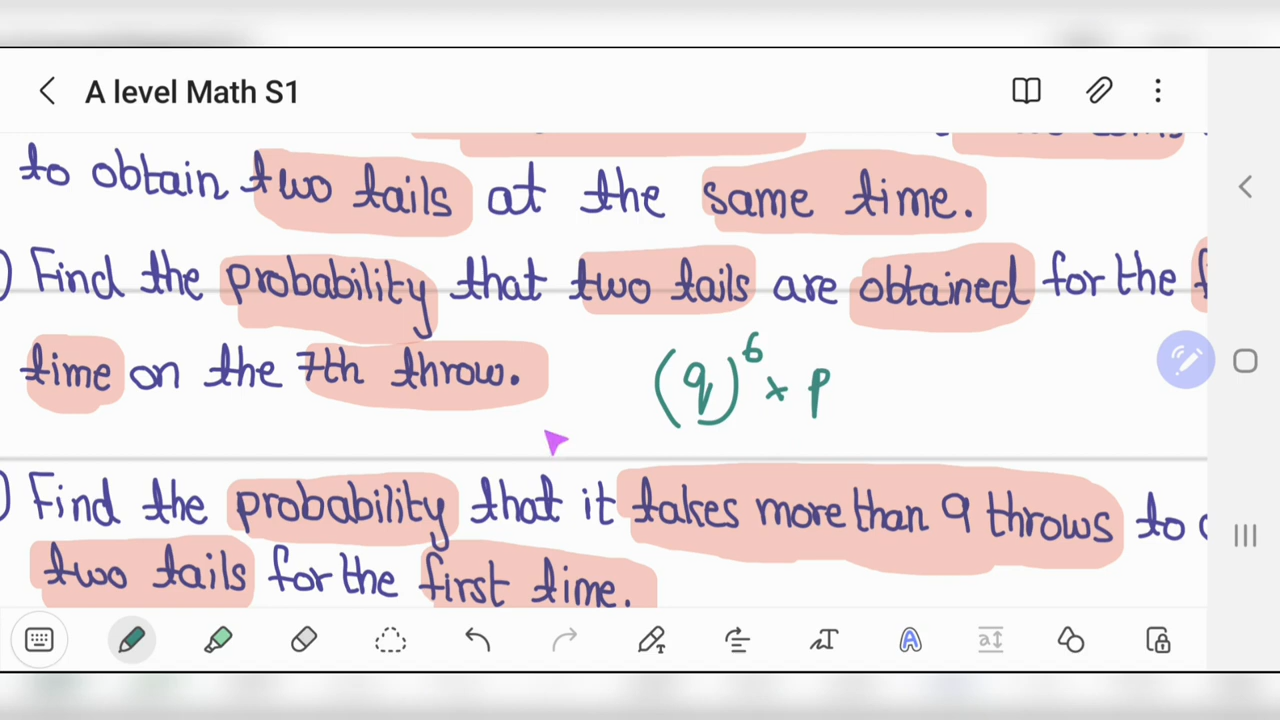 A level Math S1
to obtain two tails at the same time.
) Find the probability that two tails are obtained for the f
time on the 7th throw. (q)⁶ × p
) Find the probability that it takes more than 9 throws to
two tails for the first time.